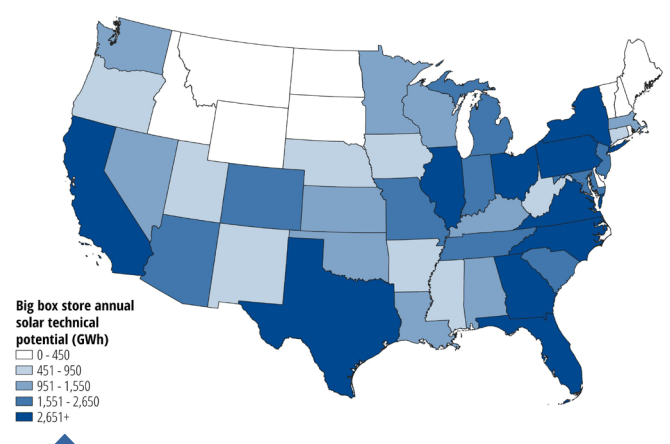 Big box store annual
solar technical
potential (GWh)
0 - 450
451 - 950
951 - 1,550
1,551 - 2,650
2,651+